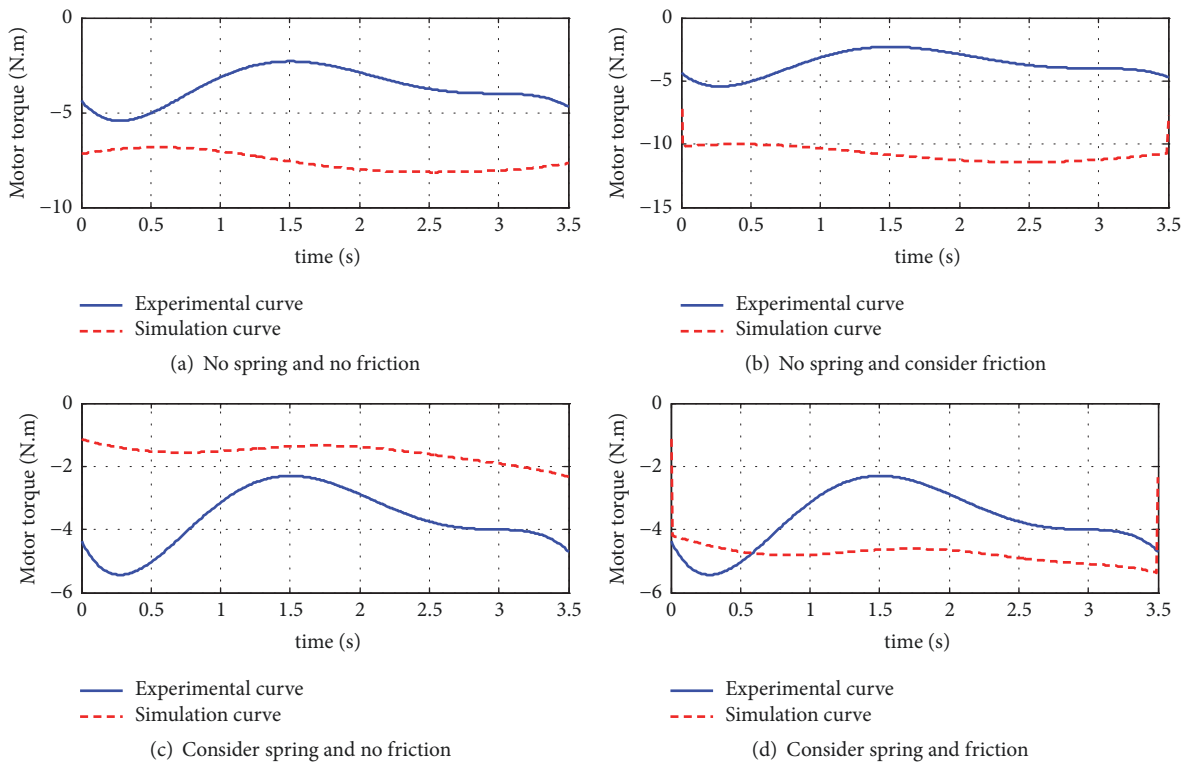 Motor torque (N.m)
0
−5
−10
0 0.5 1 1.5 2 2.5 3 3.5
time (s)
Experimental curve
Simulation curve
(a) No spring and no friction
Motor torque (N.m)
0
−5
−10
−15
0 0.5 1 1.5 2 2.5 3 3.5
time (s)
Experimental curve
Simulation curve
(b) No spring and consider friction
Motor torque (N.m)
0
−2
−4
−6
0 0.5 1 1.5 2 2.5 3 3.5
time (s)
Experimental curve
Simulation curve
(c) Consider spring and no friction
Motor torque (N.m)
0
−2
−4
−6
0 0.5 1 1.5 2 2.5 3 3.5
time (s)
Experimental curve
Simulation curve
(d) Consider spring and friction